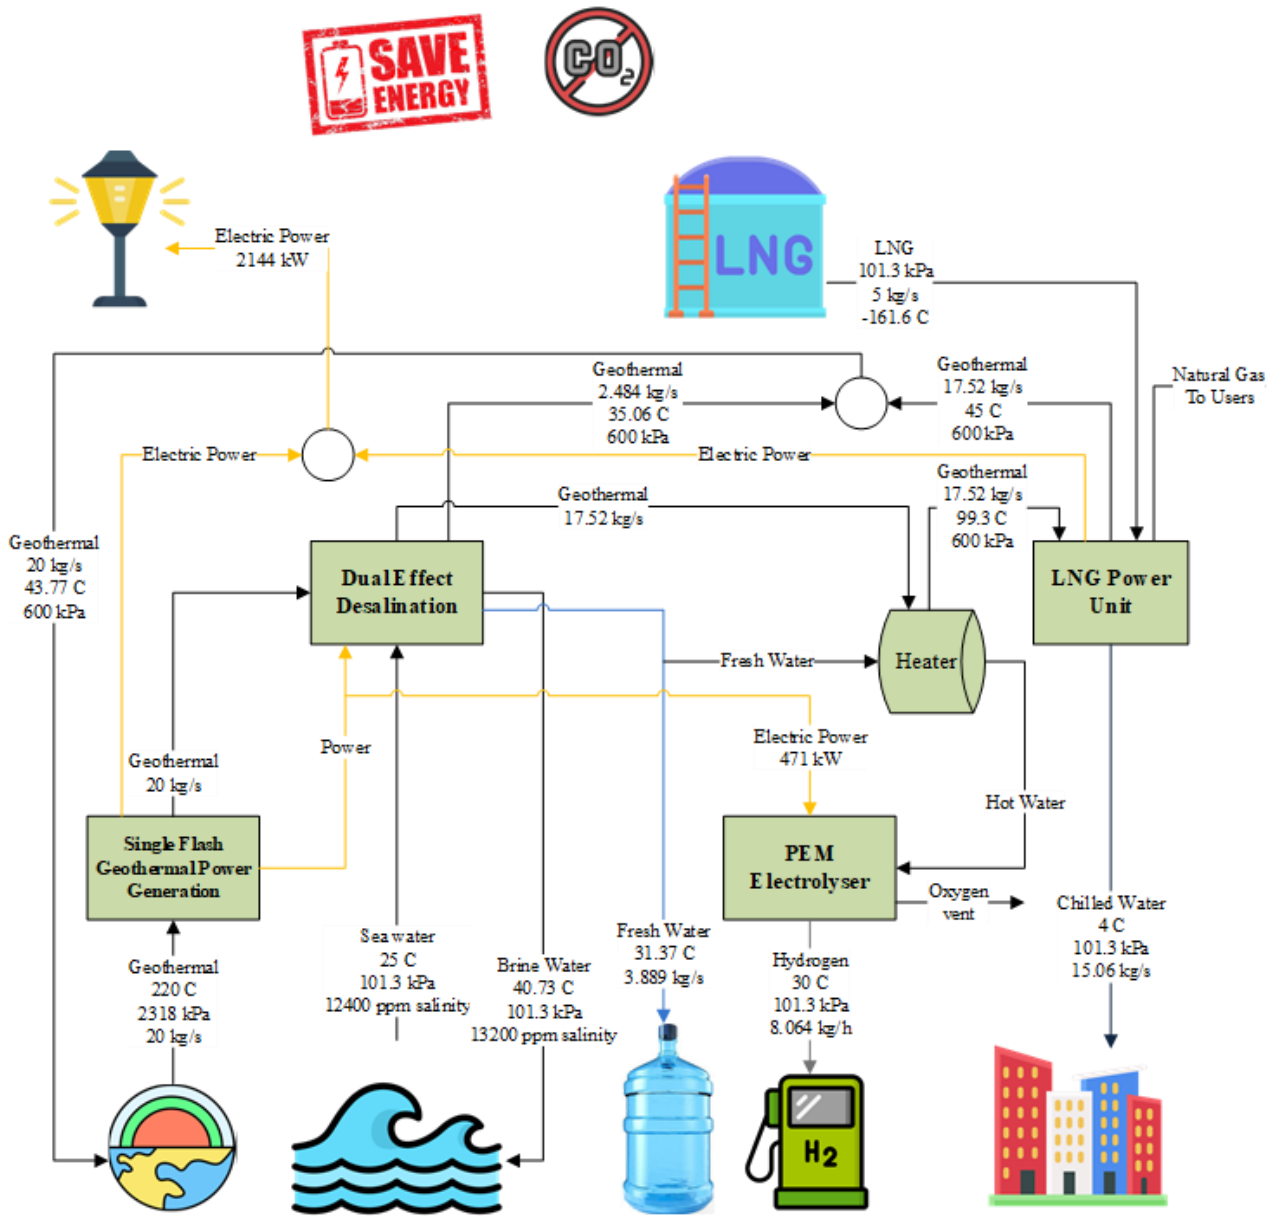 SAVE
ENERGY
CO2
Electric Power
2144 kW
LNG
LNG
101.3 kPa
5 kg/s
-161.6 C
Geothermal
2.484 kg/s
35.06 C
600 kPa
Geothermal
17.52 kg/s
45 C
600 kPa
Natural Gas
To Users
Electric Power
Electric Power
Geothermal
17.52 kg/s
Geothermal
17.52 kg/s
99.3 C
600 kPa
Geothermal
20 kg/s
43.77 C
600 kPa
Dual Effect
Desalination
LNG Power
Unit
Fresh Water
Heater
Power
Electric Power
471 kW
Geothermal
20 kg/s
Hot Water
Single Flash
Geothermal Power
Generation
PEM
Electrolyser
Oxygen
vent
Geothermal
220 C
2318 kPa
20 kg/s
Sea water
25 C
101.3 kPa
12400 ppm salinity
Brine Water
40.73 C
101.3 kPa
13200 ppm salinity
Fresh Water
31.37 C
3.889 kg/s
Hydrogen
30 C
101.3 kPa
8.064 kg/h
Chilled Water
4 C
101.3 kPa
15.06 kg/s
H2